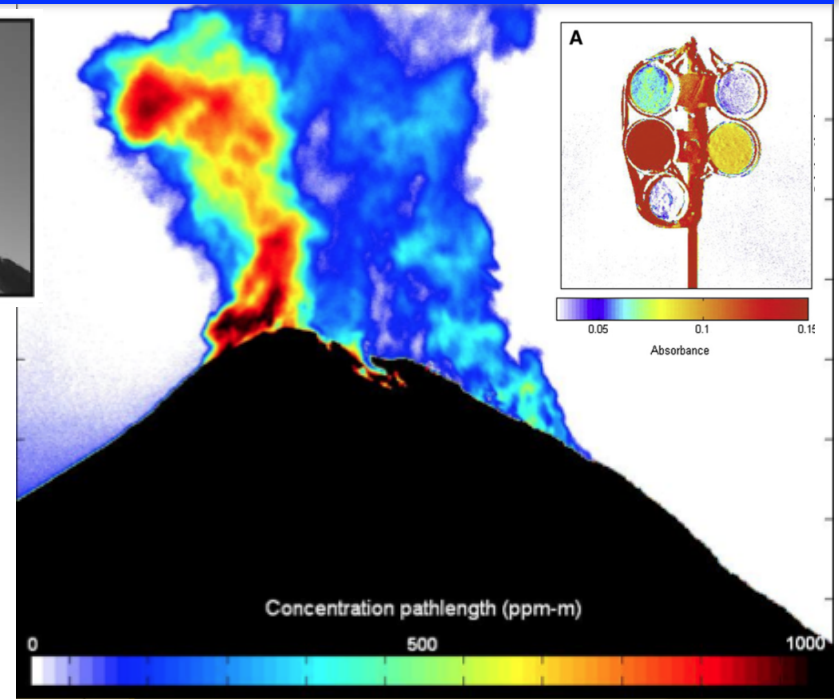 A
0.05 0.1 0.15
Absorbance
Concentration pathlength (ppm-m)
0 500 1000